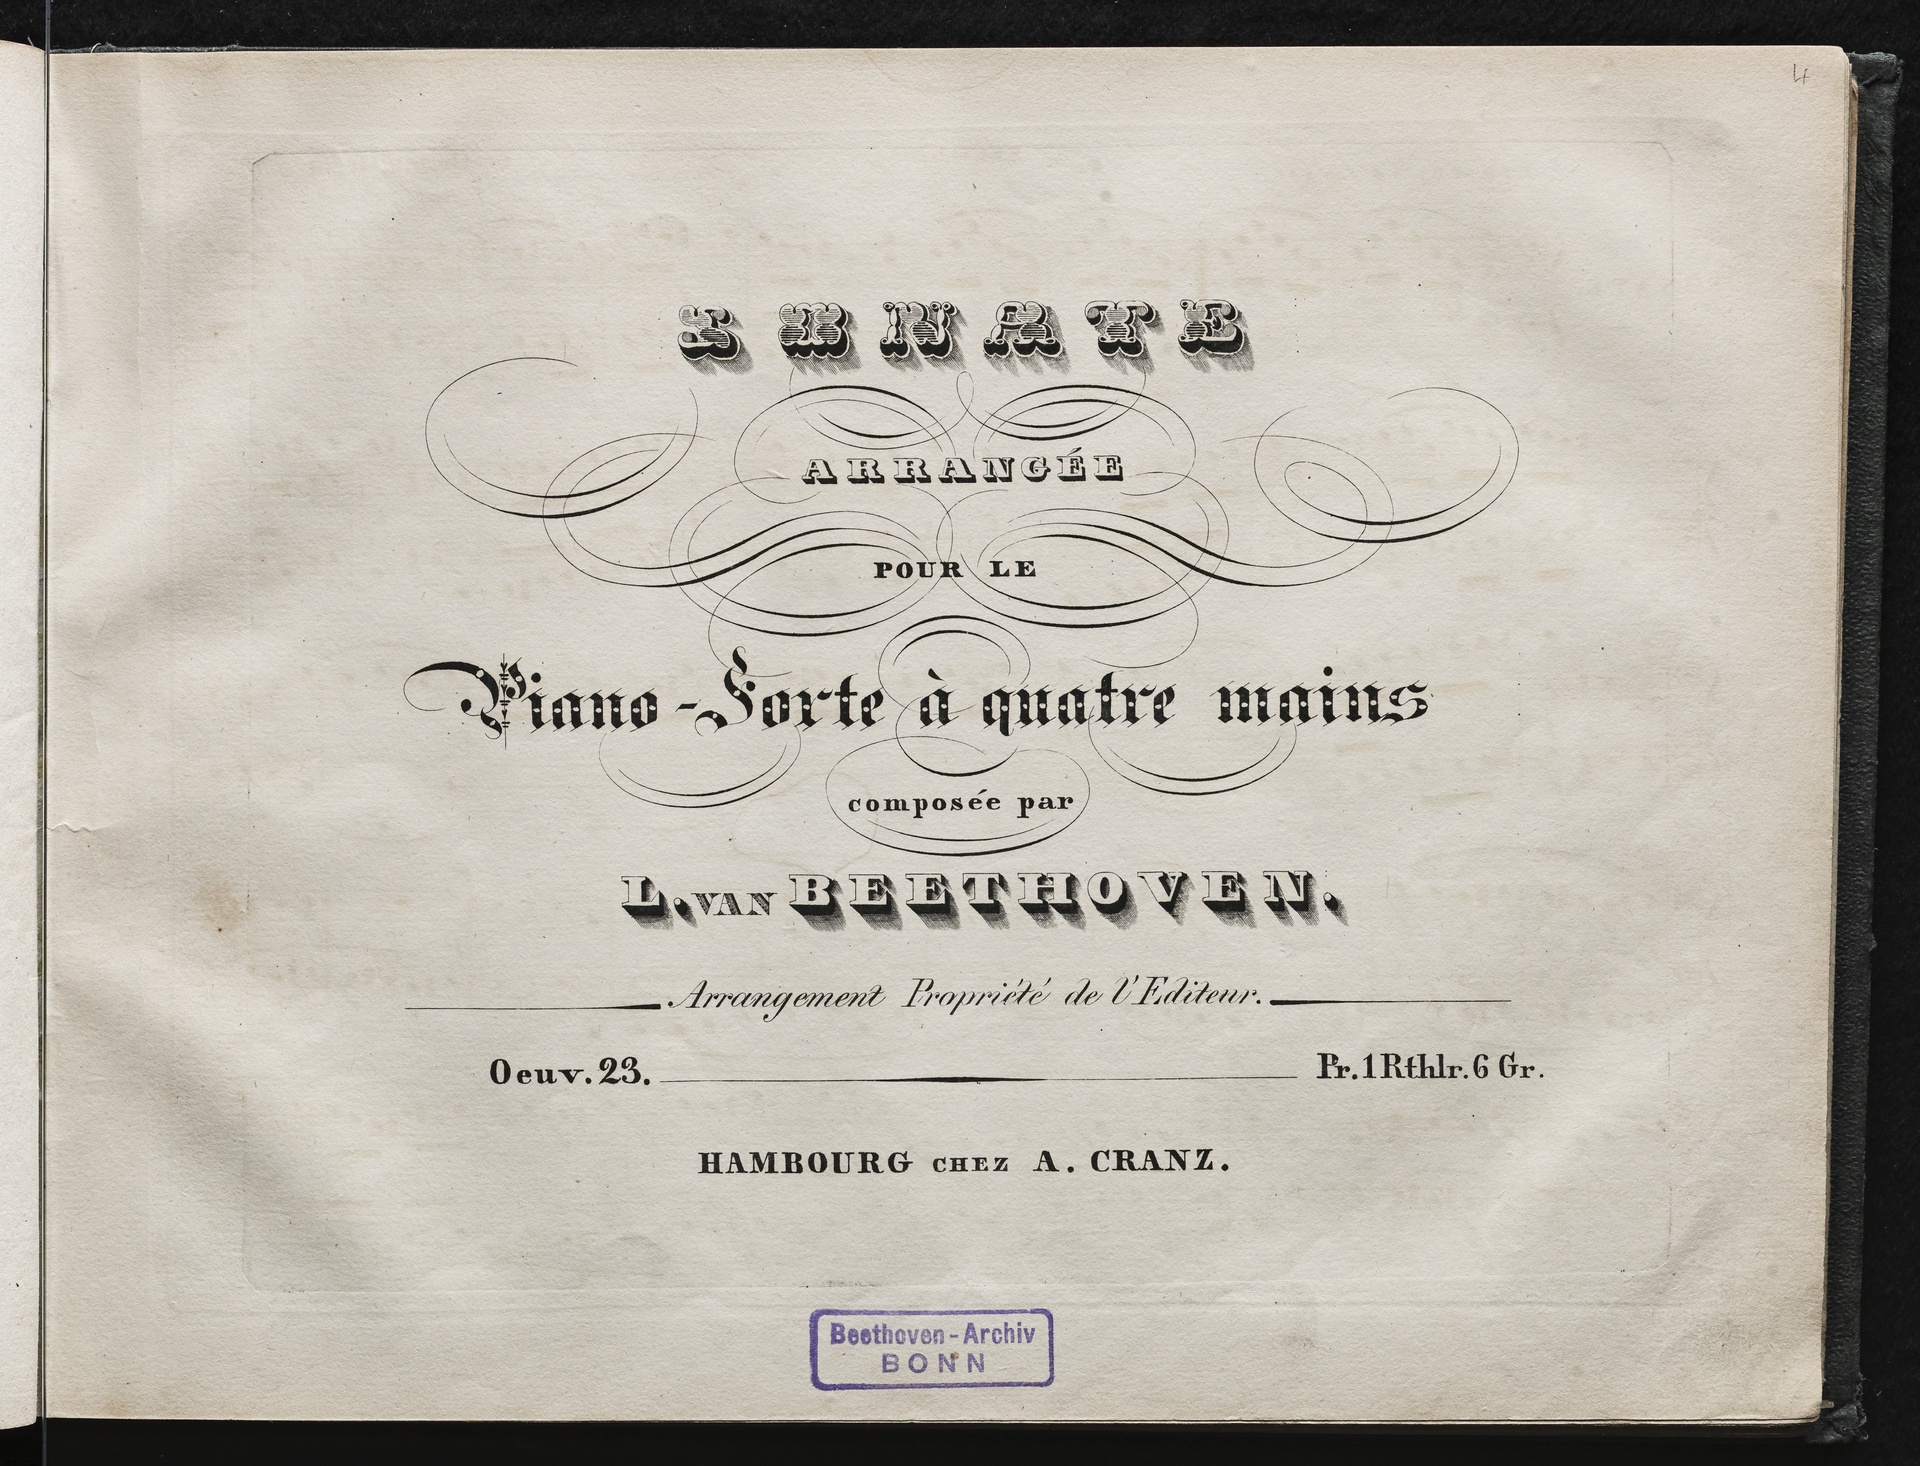 4
SONATE
ARRANGÉE
POUR LE
Piano-Forte à quatre mains
composée par
L. VAN BEETHOVEN.
Arrangement Propriété de l'Editeur.
Oeuv. 23. Pr. 1 Rthlr. 6 Gr.
HAMBOURG CHEZ A. CRANZ.
Beethoven-Archiv
BONN